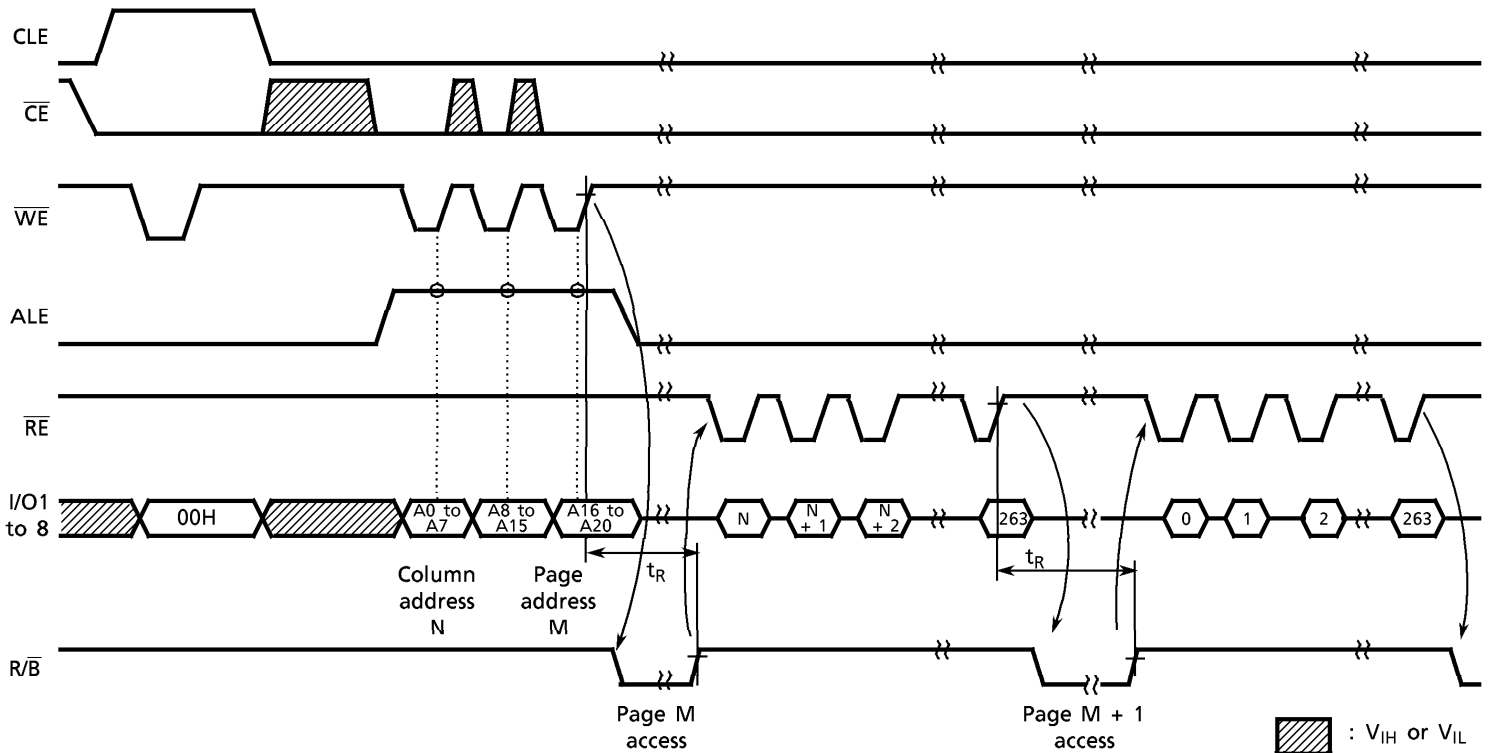 CLE
CE
WE
ALE
RE
I/O1
to 8
00H
A0 to
A7
A8 to
A15
A16 to
A20
N
N
+ 1
N
+ 2
263
0
1
2
263
tR
tR
Column
address
N
Page
address
M
R/B
Page M
access
Page M + 1
access
: VIH or VIL